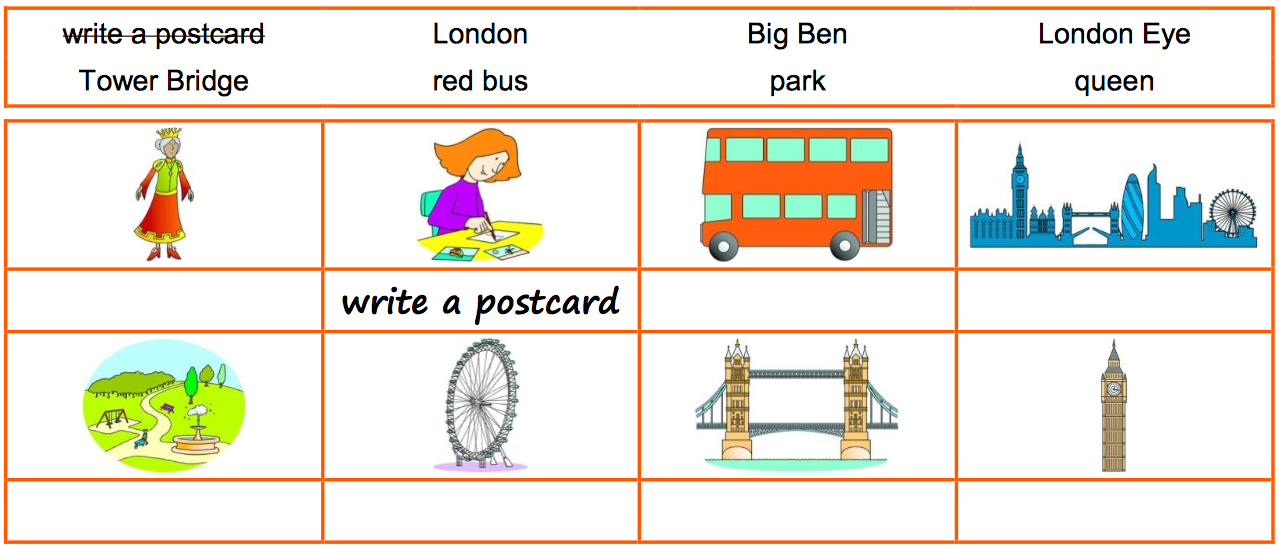 write a postcard London Big Ben London Eye
Tower Bridge red bus park queen
write a postcard